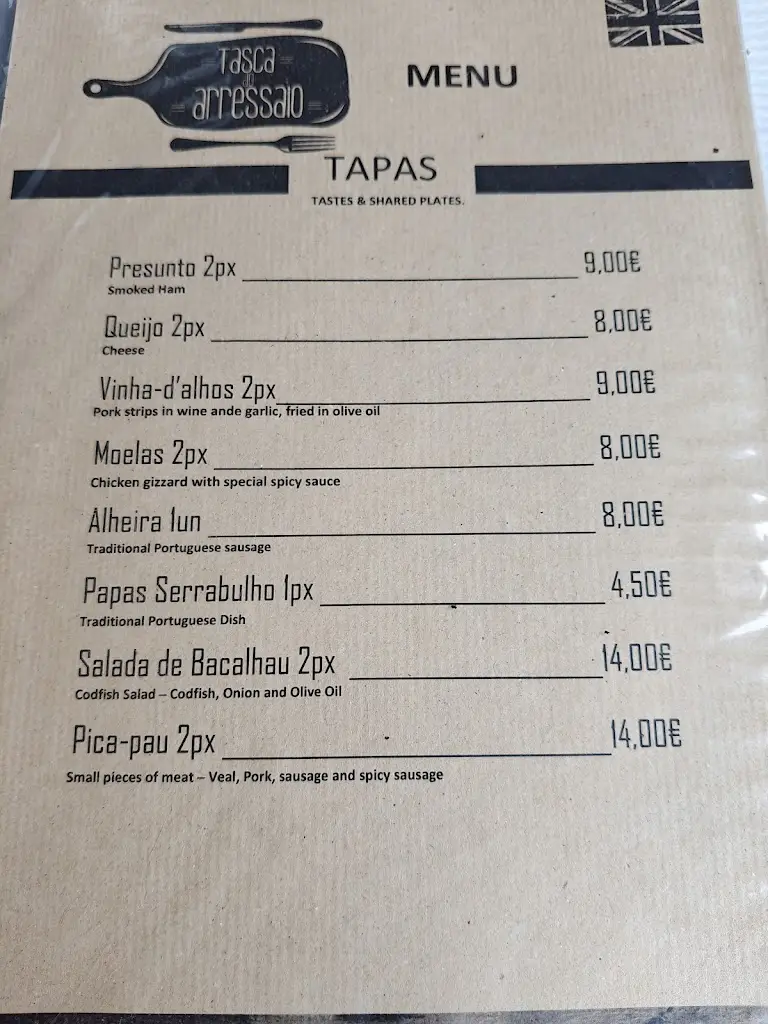 TASCA
do
arressaio
MENU
TAPAS
TASTES & SHARED PLATES.
Presunto 2px 9,00€
Smoked Ham
Queijo 2px 8,00€
Cheese
Vinha-d'alhos 2px 9,00€
Pork strips in wine ande garlic, fried in olive oil
Moelas 2px 8,00€
Chicken gizzard with special spicy sauce
Alheira 1un 8,00€
Traditional Portuguese sausage
Papas Serrabulho 1px 4,50€
Traditional Portuguese Dish
Salada de Bacalhau 2px 14,00€
Codfish Salad – Codfish, Onion and Olive Oil
Pica-pau 2px 14,00€
Small pieces of meat – Veal, Pork, sausage and spicy sausage